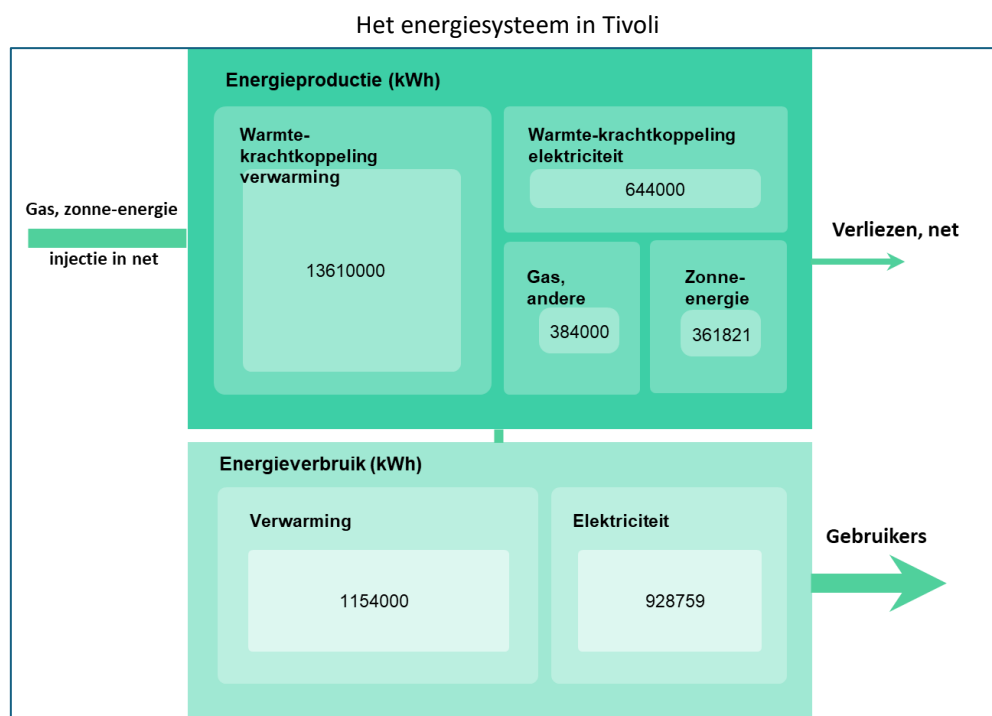 Het energiesysteem in Tivoli
Energieproductie (kWh)
Warmte-
krachtkoppeling
verwarming
13610000
Warmte-krachtkoppeling
elektriciteit
644000
Gas, zonne-energie
injectie in net
Gas,
andere
384000
Zonne-
energie
361821
Verliezen, net
Energieverbruik (kWh)
Verwarming
1154000
Elektriciteit
928759
Gebruikers